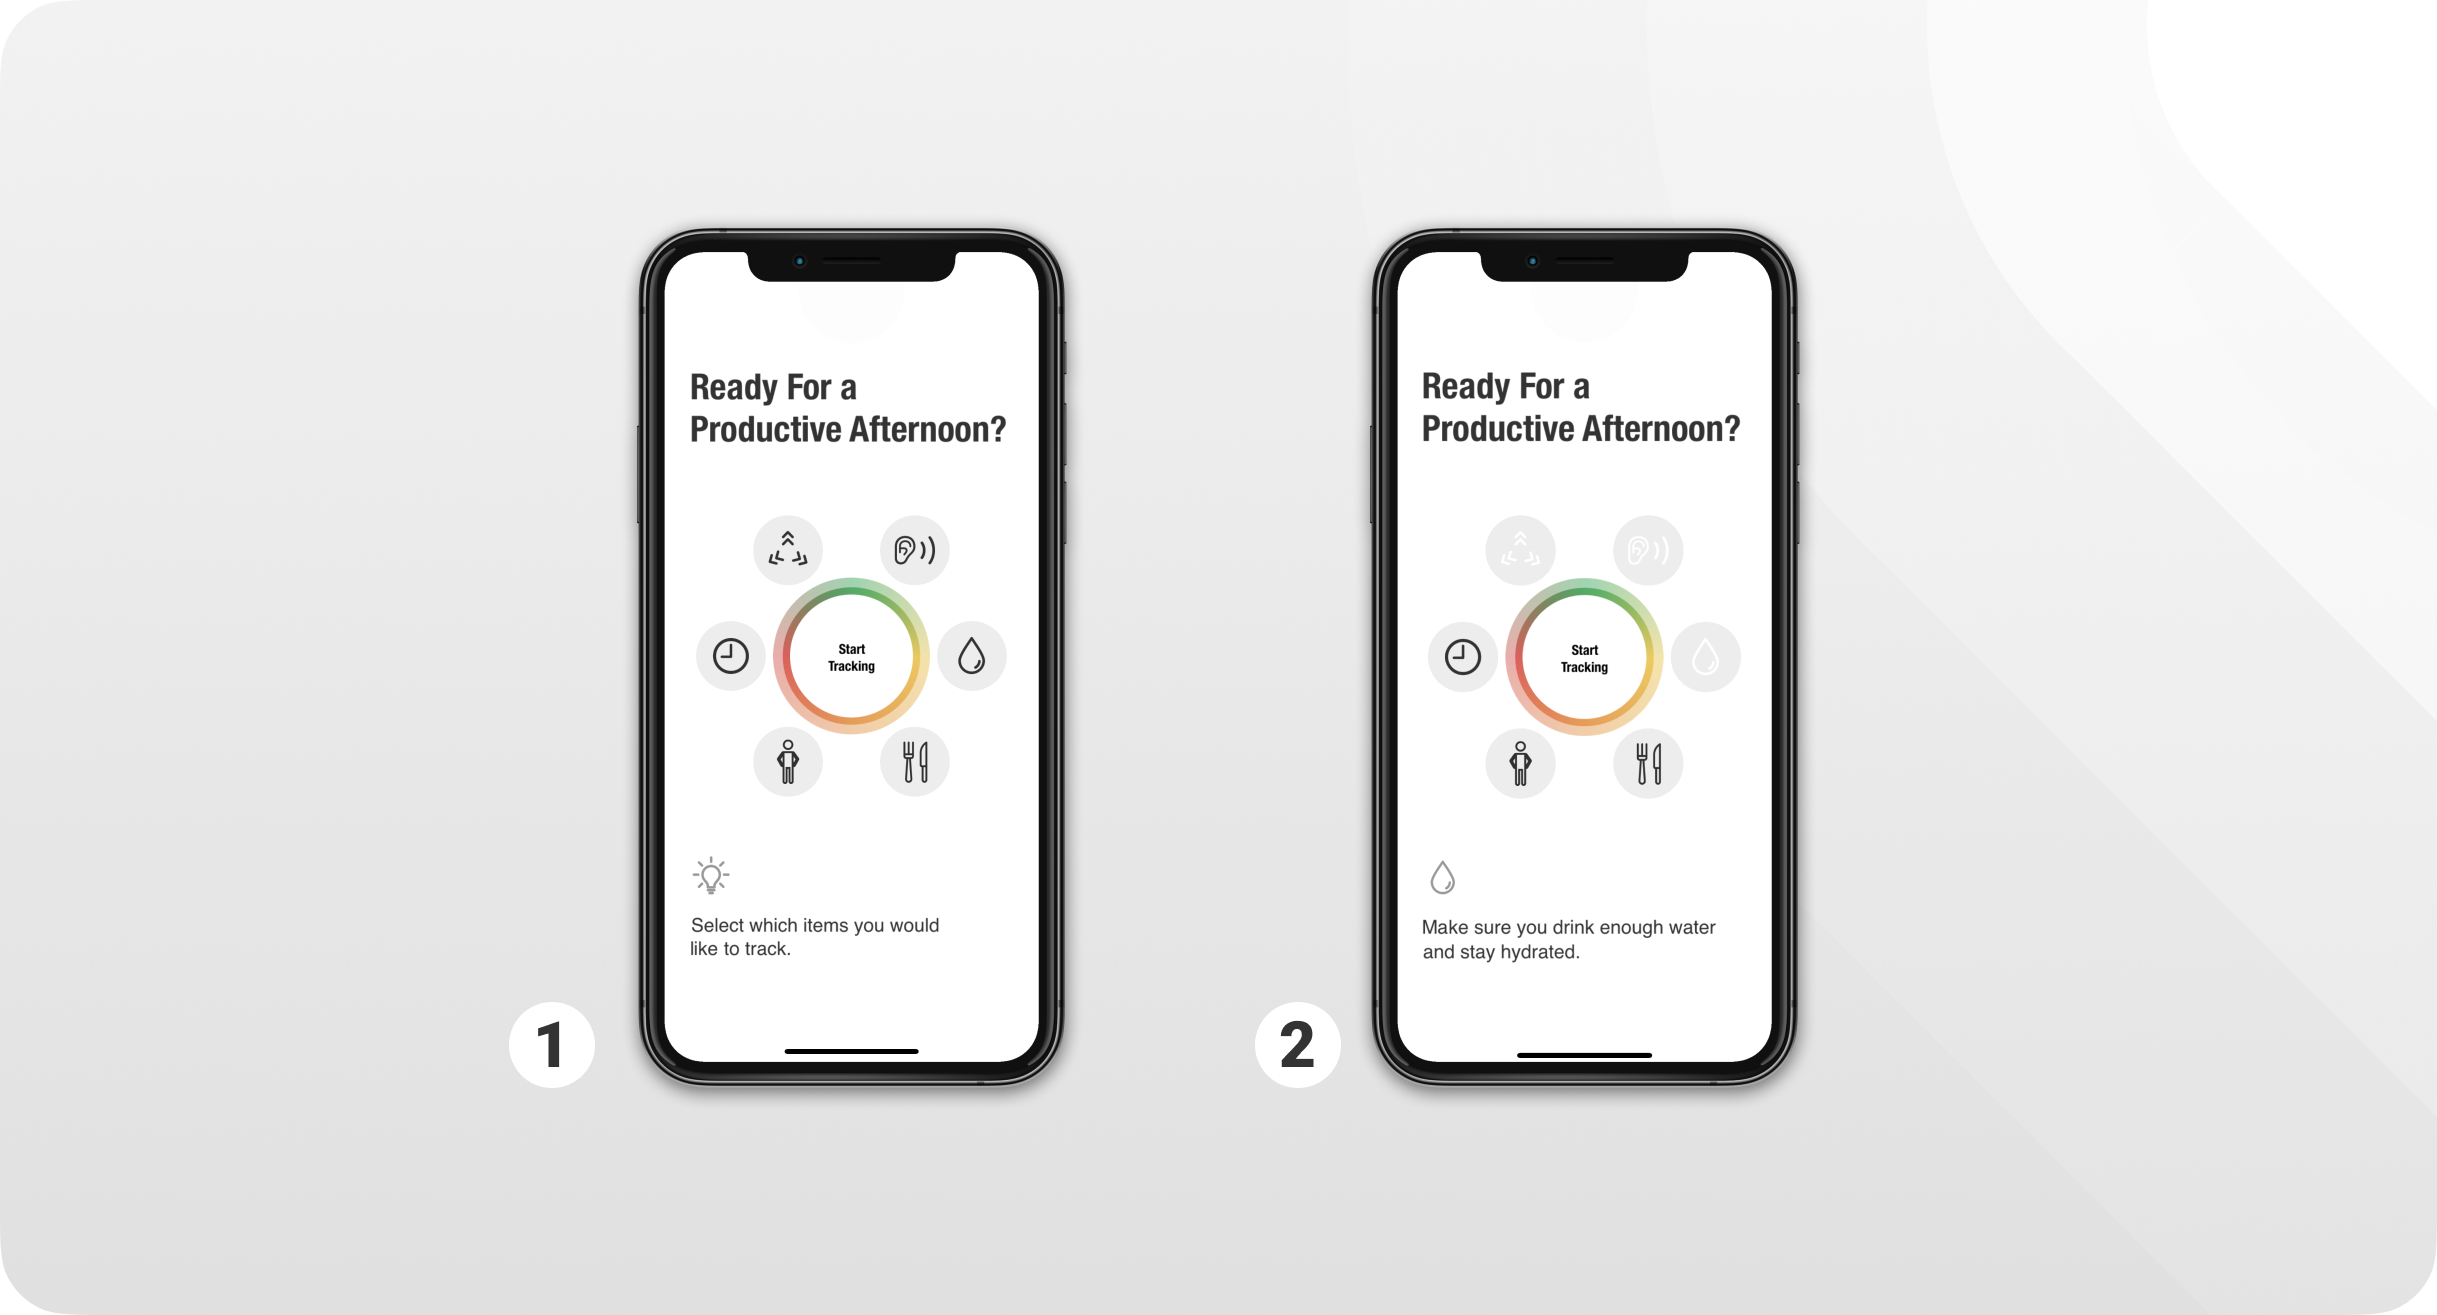 Ready For a
Productive Afternoon?
Start
Tracking
Select which items you would
like to track.
1
Ready For a
Productive Afternoon?
Start
Tracking
Make sure you drink enough water
and stay hydrated.
2